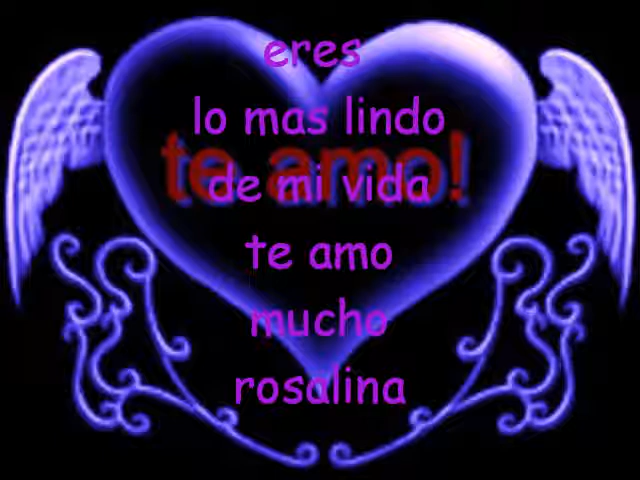 eres
lo mas lindo
te amo!
de mi vida
te amo
mucho
rosalina